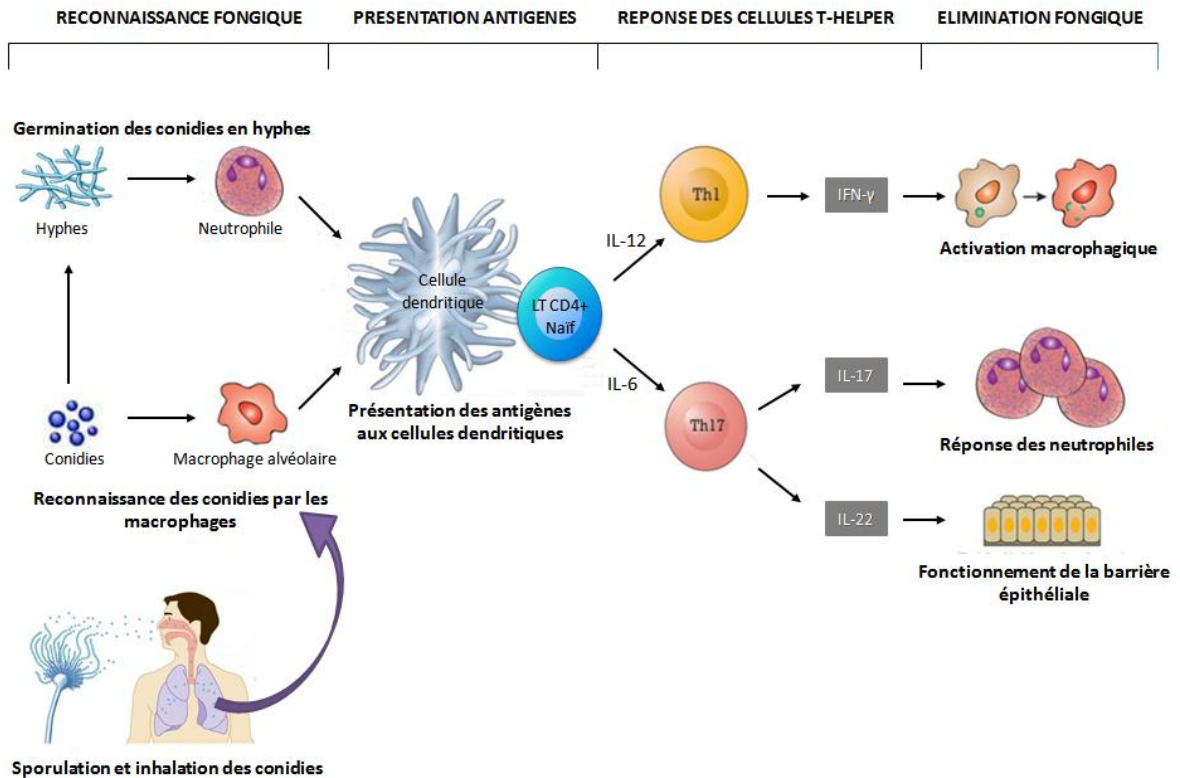 RECONNAISSANCE FONGIQUE
PRESENTATION ANTIGENES
REPONSE DES CELLULES T-HELPER
ELIMINATION FONGIQUE
Germination des conidies en hyphes
Hyphes
Neutrophile
Conidies
Macrophage alvéolaire
Reconnaissance des conidies par les
macrophages
Sporulation et inhalation des conidies
Cellule
dendritique
LT CD4+
Naïf
Présentation des antigènes
aux cellules dendritiques
IL-12
IL-6
Th1
Th17
IFN-γ
IL-17
IL-22
Activation macrophagique
Réponse des neutrophiles
Fonctionnement de la barrière
épithéliale